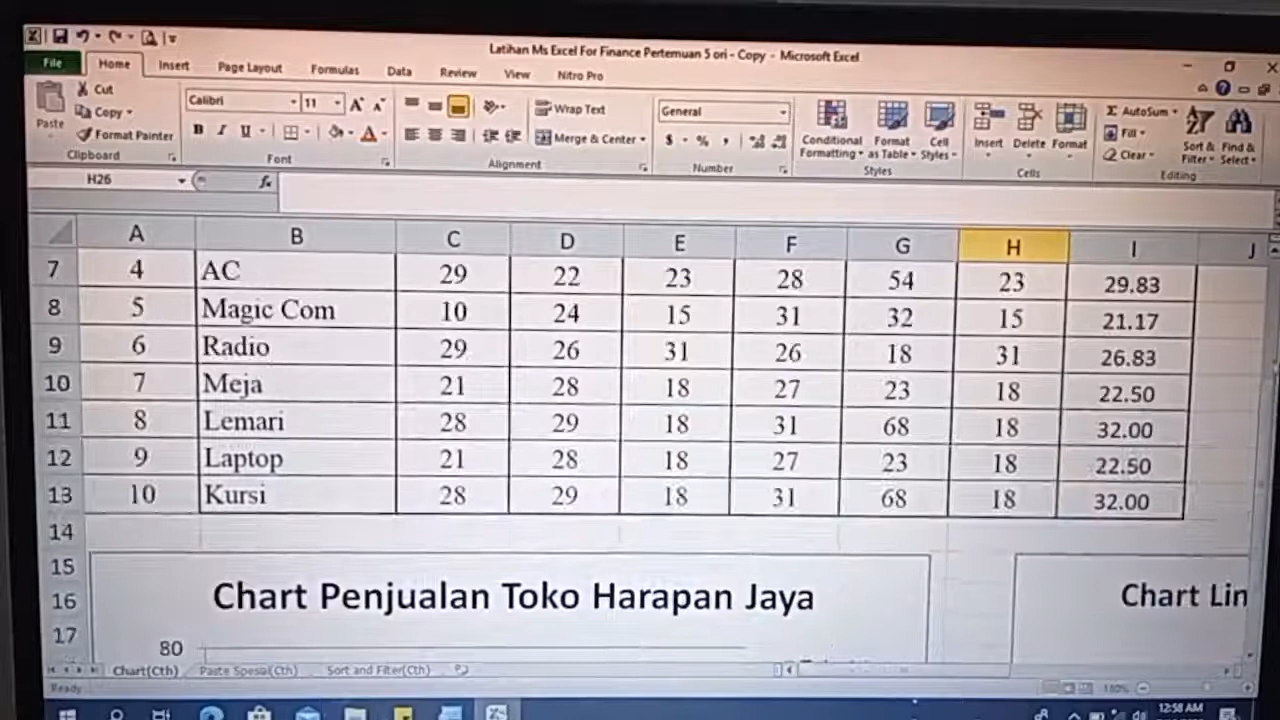 Latihan Ms Excel For Finance Pertemuan 5 ori - Copy - Microsoft Excel
File Home Insert Page Layout Formulas Data Review View Nitro Pro
Cut
Copy
Paste
Format Painter
Calibri 11
B I U
Wrap Text
Merge & Center
General
$ % ,
Conditional Formatting
Format as Table
Cell Styles
Insert Delete Format
Σ AutoSum
Fill
Clear
Sort & Filter
Find & Select
Clipboard Font Alignment Number Styles Cells Editing
H26 fx
A B C D E F G H I J
7 4 AC 29 22 23 28 54 23 29.83
8 5 Magic Com 10 24 15 31 32 15 21.17
9 6 Radio 29 26 31 26 18 31 26.83
10 7 Meja 21 28 18 27 23 18 22.50
11 8 Lemari 28 29 18 31 68 18 32.00
12 9 Laptop 21 28 18 27 23 18 22.50
13 10 Kursi 28 29 18 31 68 18 32.00
14
15
16 Chart Penjualan Toko Harapan Jaya Chart Lin
17 80
Chart(Cth) Paste Spesial(Cth) Sort and Filter(Cth)
Ready
12:58 AM